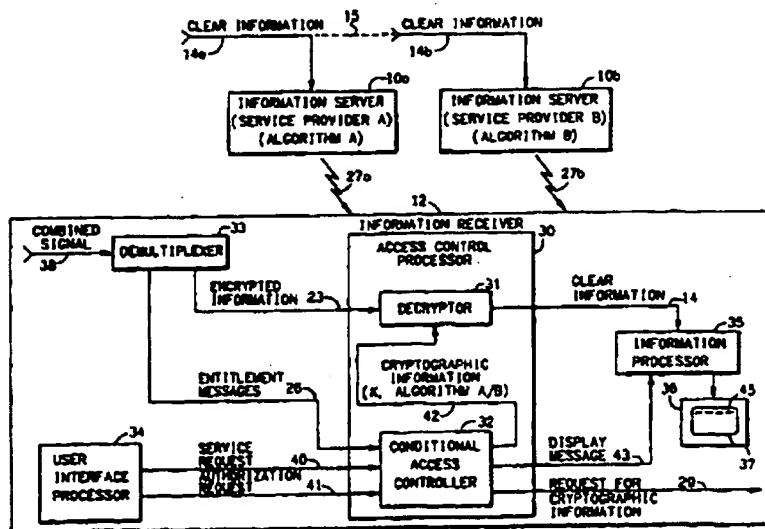 CLEAR INFORMATION 15 CLEAR INFORMATION
14a 14b
10a 10b
INFORMATION SERVER
(SERVICE PROVIDER A)
(ALGORITHM A)
INFORMATION SERVER
(SERVICE PROVIDER B)
(ALGORITHM B)
27a 27b
12
INFORMATION RECEIVER
COMBINED
SIGNAL
38
33
DEMULTIPLEXER
30
ACCESS CONTROL
PROCESSOR
31
DECRYPTOR
ENCRYPTED
INFORMATION 23
CLEAR
INFORMATION
14
35
INFORMATION
PROCESSOR
CRYPTOGRAPHIC
INFORMATION
(K, ALGORITHM A/B)
42
36 45
37
ENTITLEMENT
MESSAGES
26
34
USER
INTERFACE
PROCESSOR
SERVICE
REQUEST 40
AUTHORIZATION
REQUEST 41
32
CONDITIONAL
ACCESS
CONTROLLER
DISPLAY
MESSAGE 43
REQUEST FOR 29
CRYPTOGRAPHIC
INFORMATION